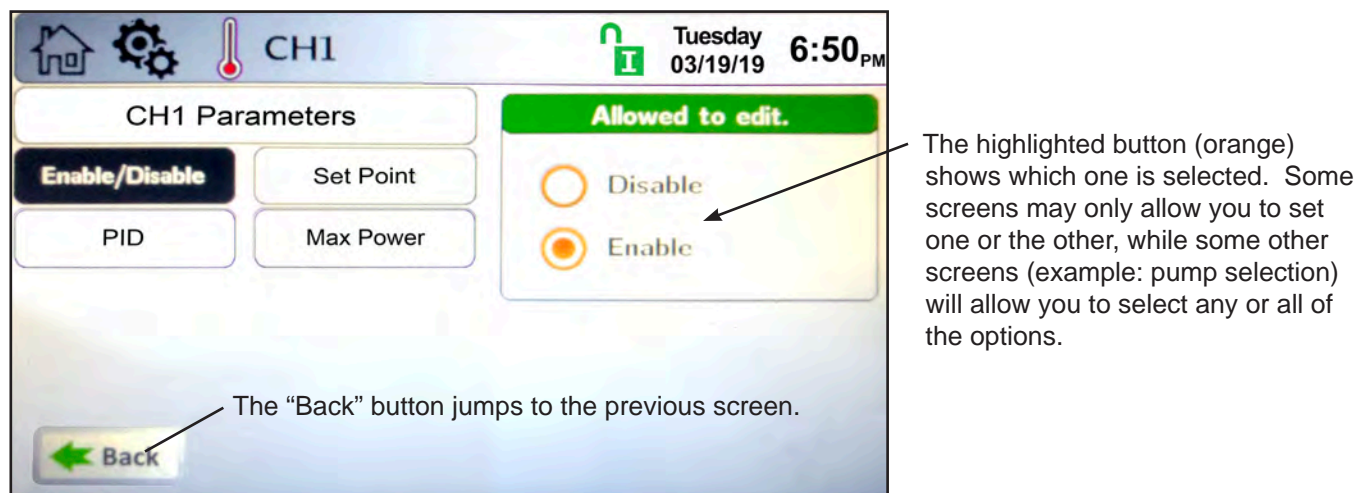 CH1
Tuesday
03/19/19
6:50 PM
CH1 Parameters
Enable/Disable
Set Point
PID
Max Power
Allowed to edit.
Disable
Enable
The highlighted button (orange)
shows which one is selected.  Some
screens may only allow you to set
one or the other, while some other
screens (example: pump selection)
will allow you to select any or all of
the options.
The “Back” button jumps to the previous screen.
Back